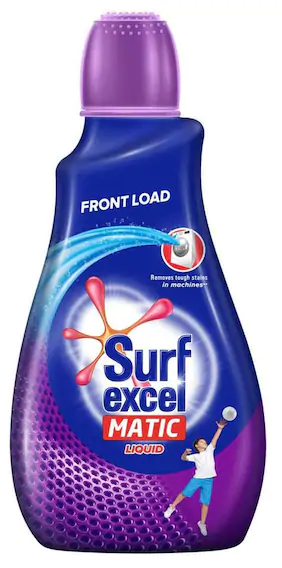 FRONT LOAD
Removes tough stains
in machines**
Surf
excel
MATIC
LIQUID